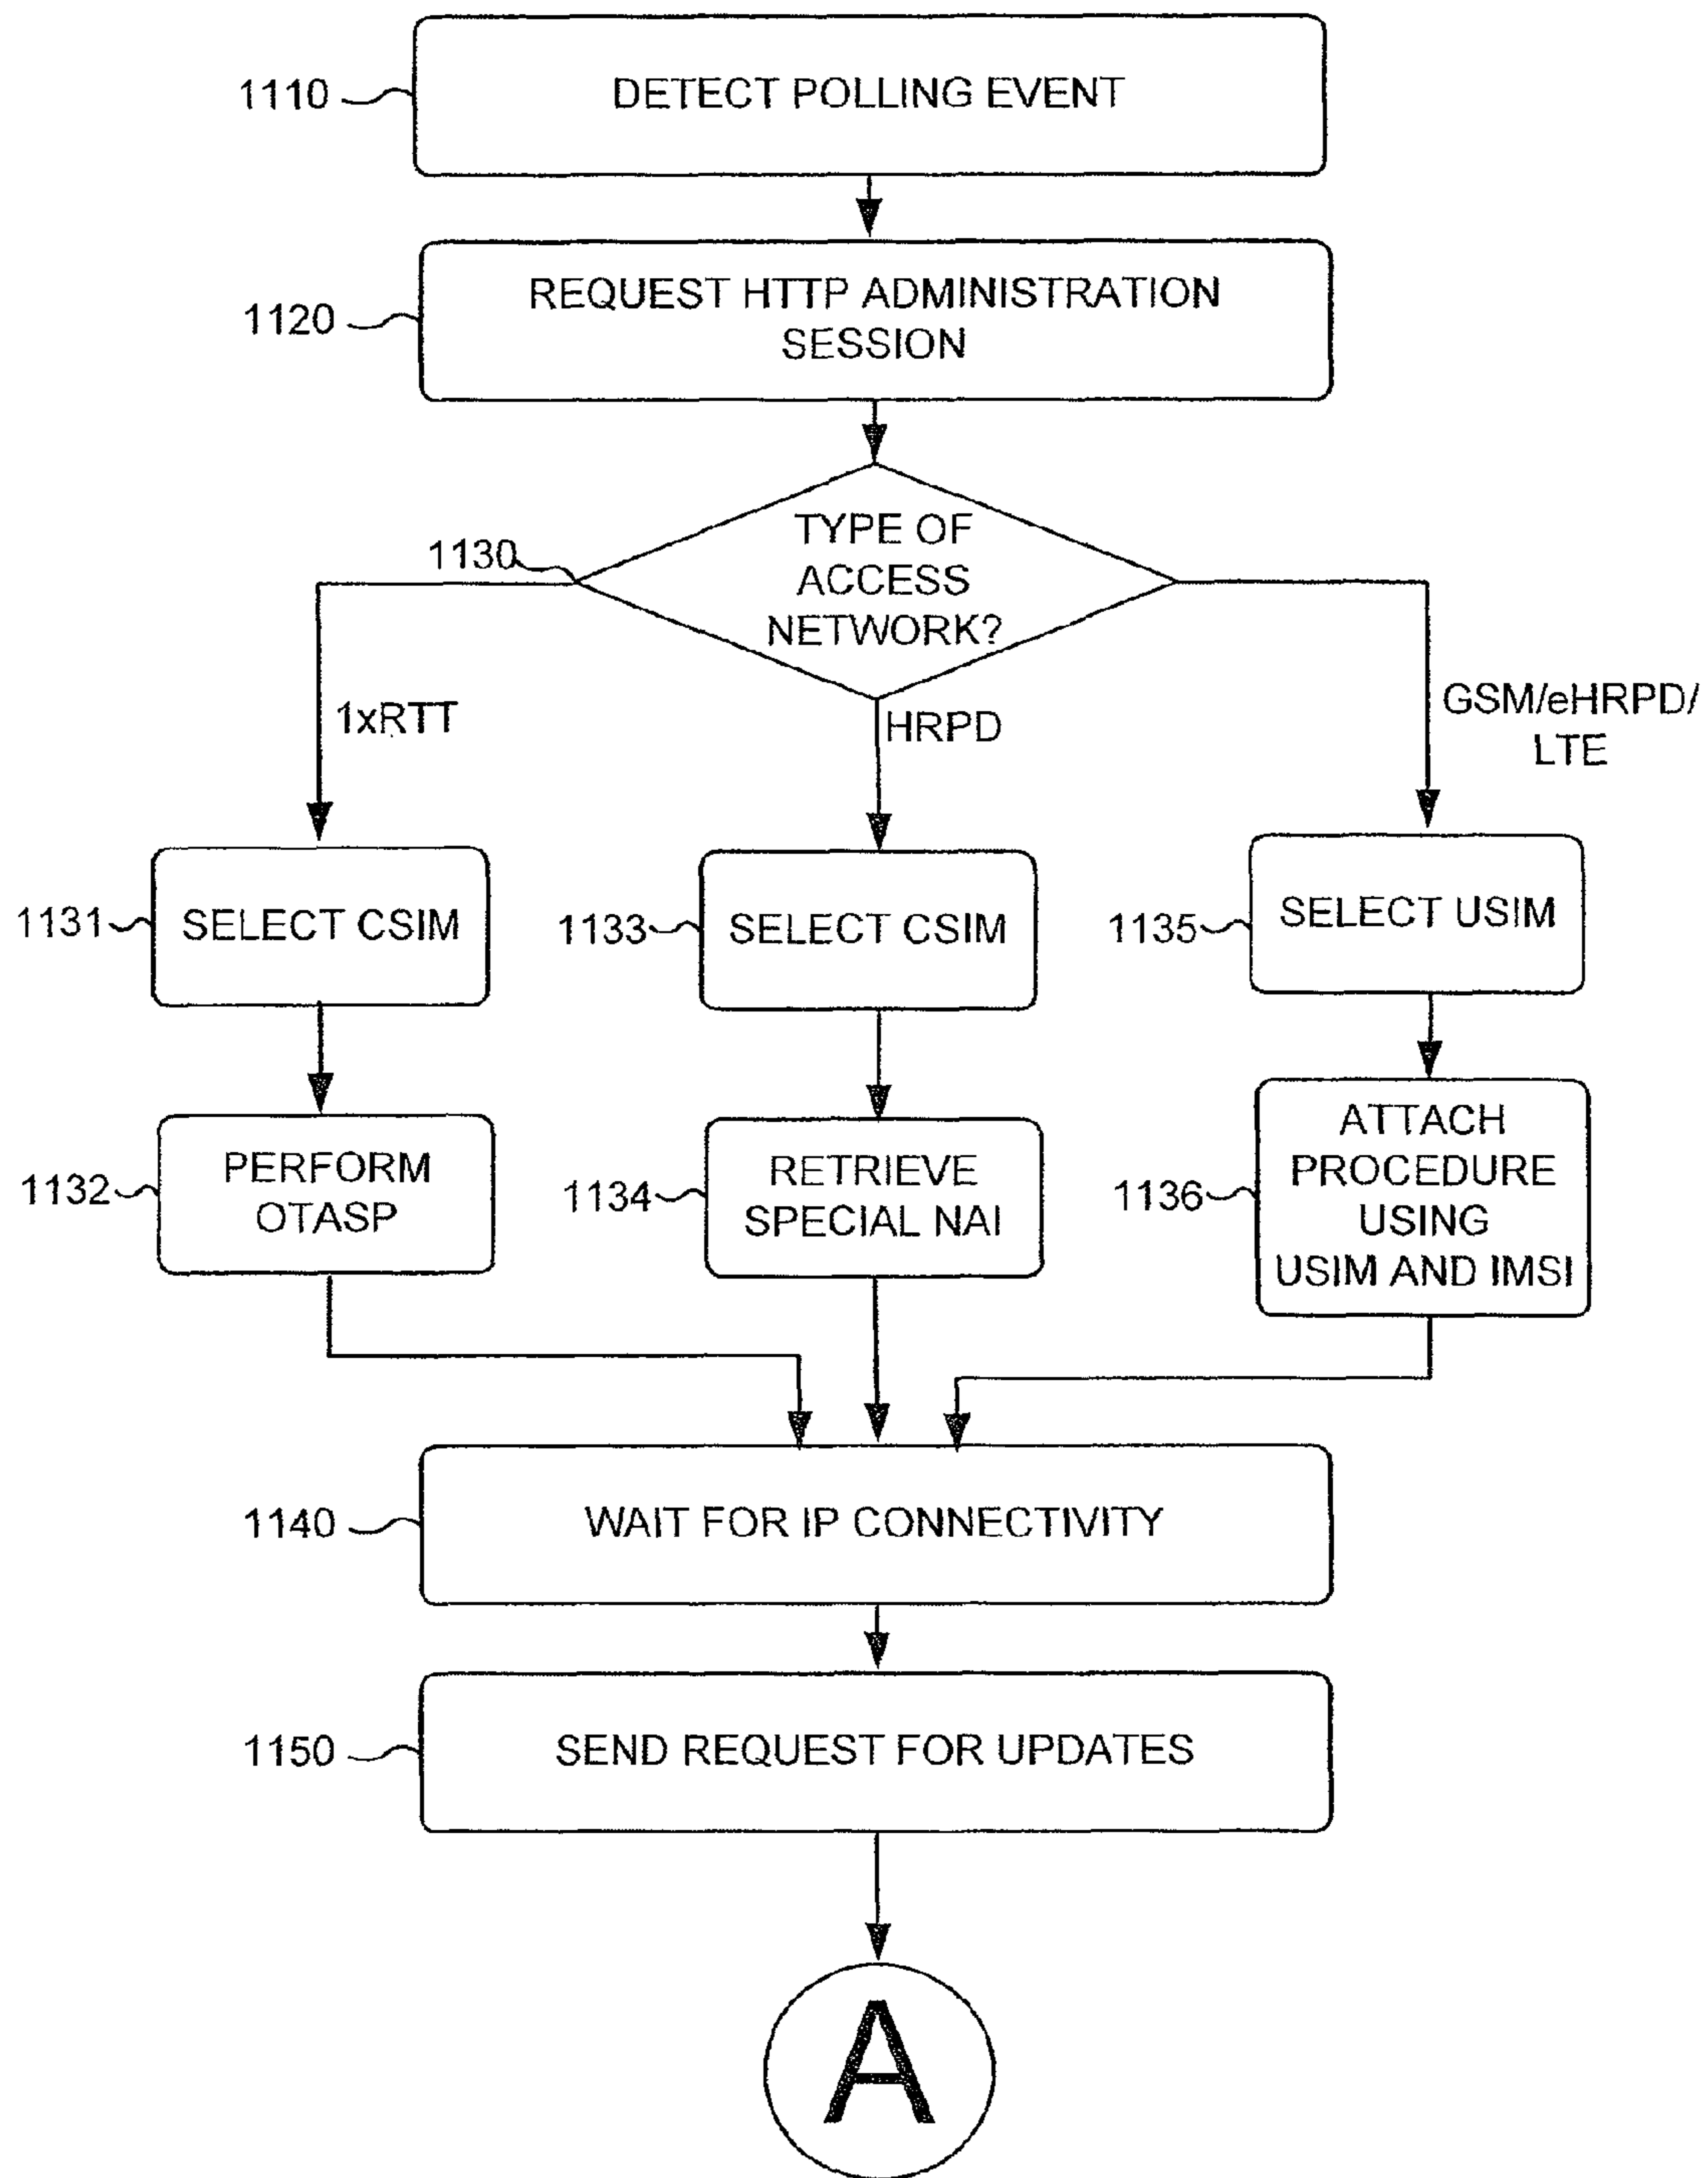 1110
DETECT POLLING EVENT
1120
REQUEST HTTP ADMINISTRATION
SESSION
1130
TYPE OF
ACCESS
NETWORK?
1xRTT
HRPD
GSM/eHRPD/
LTE
1131
SELECT CSIM
1133
SELECT CSIM
1135
SELECT USIM
1132
PERFORM
OTASP
1134
RETRIEVE
SPECIAL NAI
1136
ATTACH
PROCEDURE
USING
USIM AND IMSI
1140
WAIT FOR IP CONNECTIVITY
1150
SEND REQUEST FOR UPDATES
A